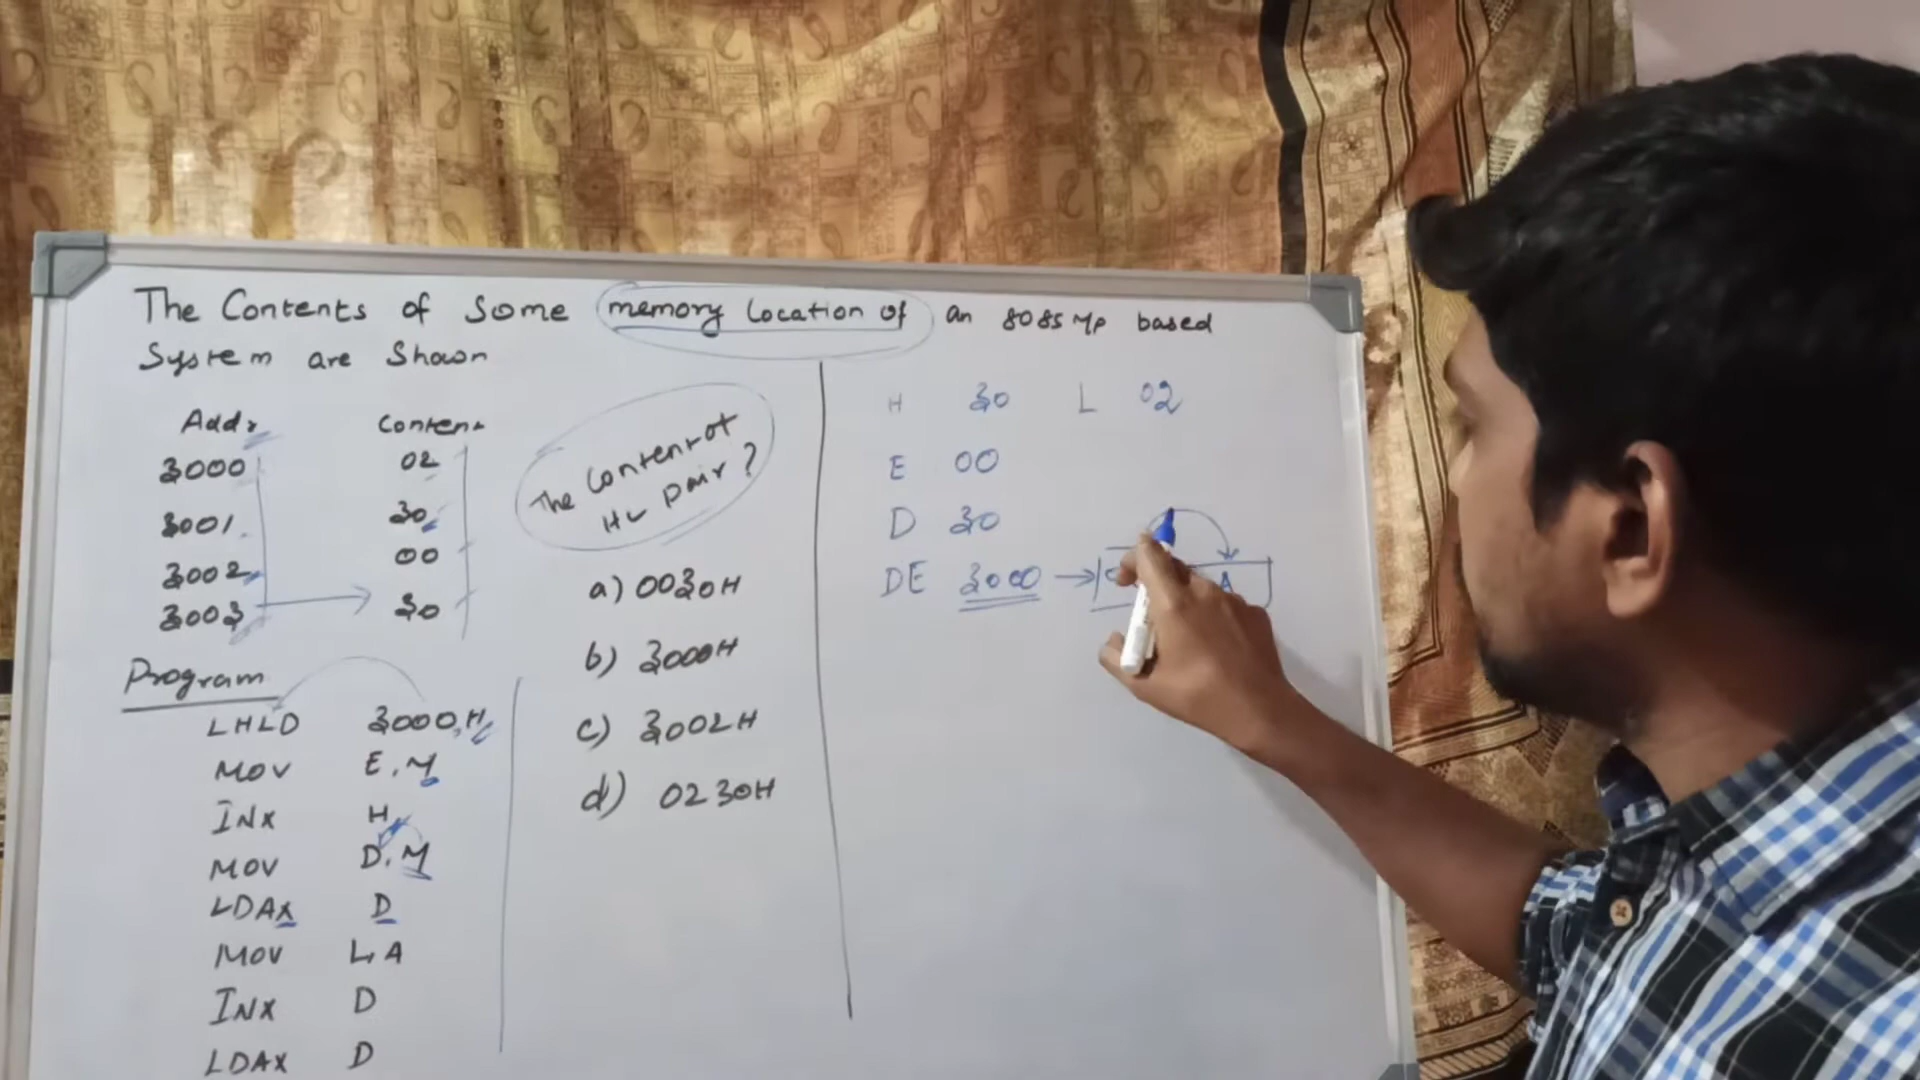 The Contents of Some memory Location of an 8085 Mp based
System are Shown
Addr Content
3000 02
3001 30
3002 00
3003 30
Program
LHLD 3000,H
MOV E,M
INX H
MOV D,M
LDAX D
MOV L,A
INX D
LDAX D
The Content of
HL pair?
a) 0030H
b) 3000H
c) 3002H
d) 0230H
H 30 L 02
E 00
D 30
DE 3000
A